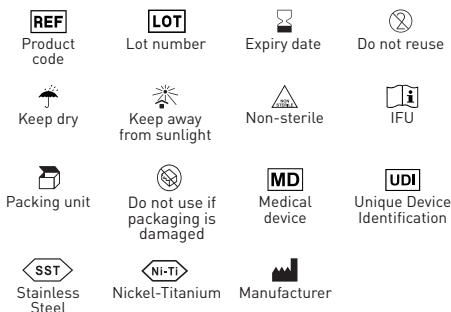 REF
LOT
Product
code
Lot number
Expiry date
2
Do not reuse
NON
STERILE
i
Keep dry
Keep away
from sunlight
Non-sterile
IFU
MD
UDI
Packing unit
Do not use if
packaging is
damaged
Medical
device
Unique Device
Identification
SST
Ni-Ti
Stainless
Steel
Nickel-Titanium
Manufacturer